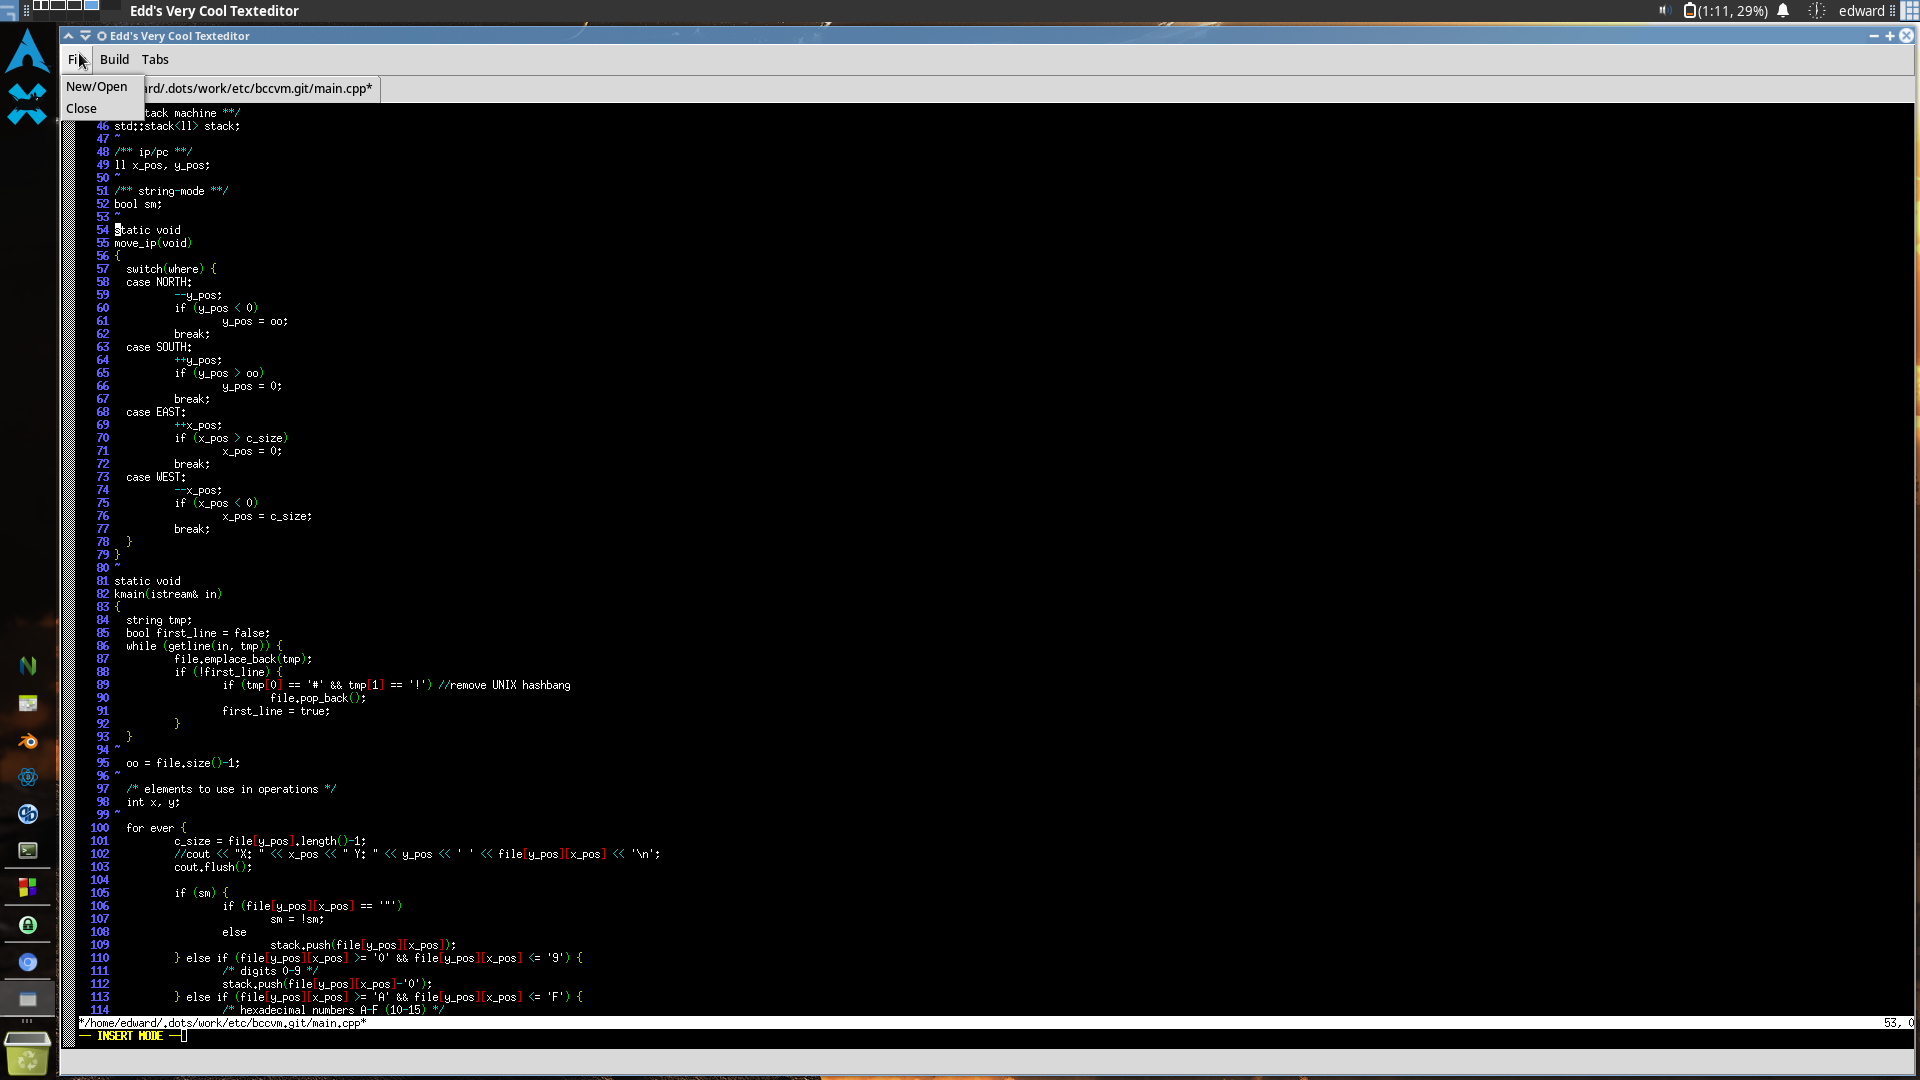 Edd's Very Cool Texteditor
(1:11, 29%)
edward
Edd's Very Cool Texteditor
Build Tabs
New/Open
Close
rd/.dots/work/etc/bccvm.git/main.cpp*
tack machine **/
46 std::stack<ll> stack;
47 ~
48 /** ip/pc **/
49 ll x_pos, y_pos;
50 ~
51 /** string-mode **/
52 bool sm;
53 ~
54 static void
55 move_ip(void)
56 {
57 switch(where) {
58 case NORTH:
59 --y_pos;
60 if (y_pos < 0)
61 y_pos = oo;
62 break;
63 case SOUTH:
64 ++y_pos;
65 if (y_pos > oo)
66 y_pos = 0;
67 break;
68 case EAST:
69 ++x_pos;
70 if (x_pos > c_size)
71 x_pos = 0;
72 break;
73 case WEST:
74 --x_pos;
75 if (x_pos < 0)
76 x_pos = c_size;
77 break;
78 }
79 }
80 ~
81 static void
82 kmain(istream& in)
83 {
84 string tmp;
85 bool first_line = false;
86 while (getline(in, tmp)) {
87 file.emplace_back(tmp);
88 if (!first_line) {
89 if (tmp[0] == '#' && tmp[1] == '!') //remove UNIX hashbang
90 file.pop_back();
91 first_line = true;
92 }
93 }
94 ~
95 oo = file.size()-1;
96 ~
97 /* elements to use in operations */
98 int x, y;
99 ~
100 for ever {
101 c_size = file[y_pos].length()-1;
102 //cout << "X: " << x_pos << " Y: " << y_pos << ' ' << file[y_pos][x_pos] << '\n';
103 cout.flush();
104
105 if (sm) {
106 if (file[y_pos][x_pos] == '"')
107 sm = !sm;
108 else
109 stack.push(file[y_pos][x_pos]);
110 } else if (file[y_pos][x_pos] >= '0' && file[y_pos][x_pos] <= '9') {
111 /* digits 0-9 */
112 stack.push(file[y_pos][x_pos]-'0');
113 } else if (file[y_pos][x_pos] >= 'A' && file[y_pos][x_pos] <= 'F') {
114 /* hexadecimal numbers A-F (10-15) */
*/home/edward/.dots/work/etc/bccvm.git/main.cpp* 53, 0
-- INSERT MODE --